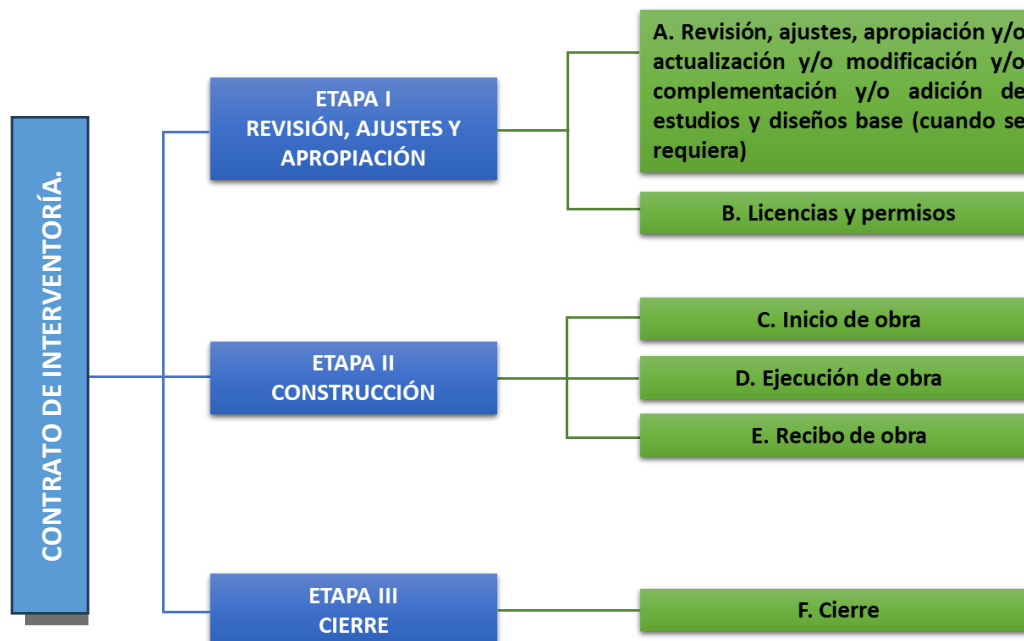 CONTRATO DE INTERVENTORÍA.
ETAPA I
REVISIÓN, AJUSTES Y
APROPIACIÓN
A. Revisión, ajustes, apropiación y/o
actualización y/o modificación y/o
complementación y/o adición de
estudios y diseños base (cuando se
requiera)
B. Licencias y permisos
ETAPA II
CONSTRUCCIÓN
C. Inicio de obra
D. Ejecución de obra
E. Recibo de obra
ETAPA III
CIERRE
F. Cierre